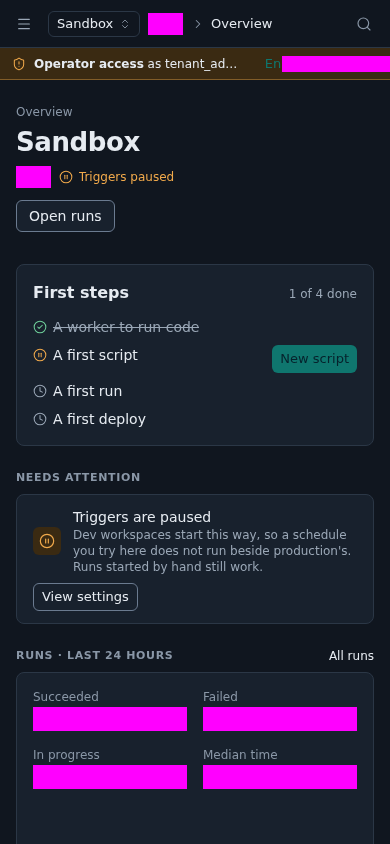 Sandbox
Overview
Operator access as tenant_ad… En
Overview
Sandbox
Triggers paused
Open runs
First steps
1 of 4 done
A worker to run code
A first script
New script
A first run
A first deploy
NEEDS ATTENTION
Triggers are paused
Dev workspaces start this way, so a schedule
you try here does not run beside production's.
Runs started by hand still work.
View settings
RUNS · LAST 24 HOURS
All runs
Succeeded
Failed
In progress
Median time